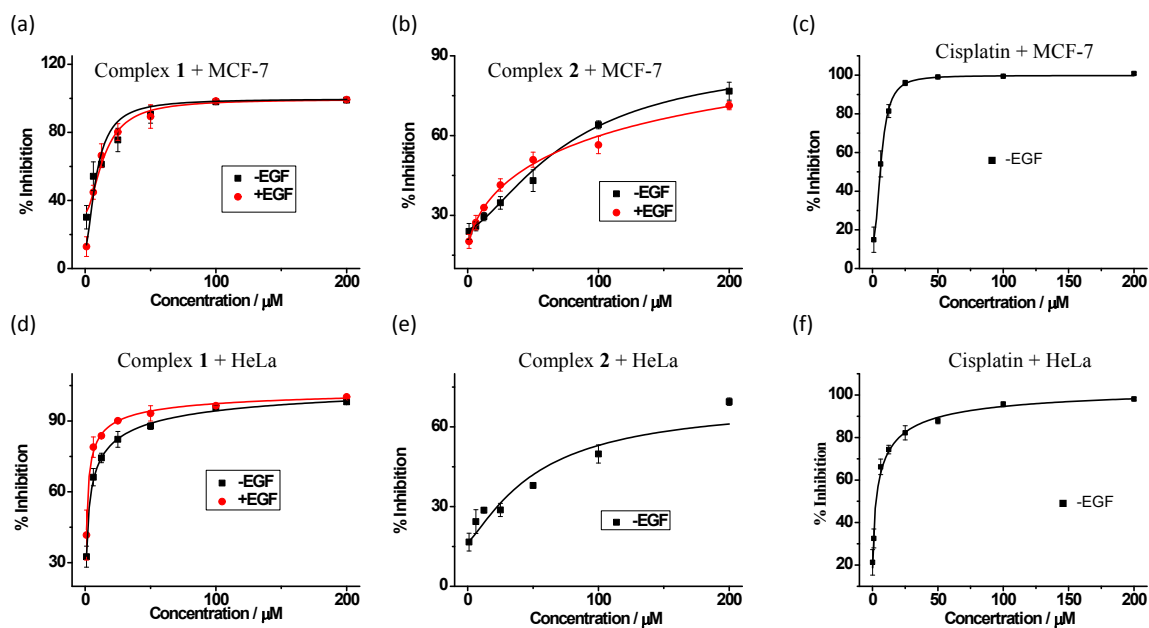 (a)
Complex 1 + MCF-7
% Inhibition
120
80
40
0
-EGF
+EGF
0 100 200
Concentration / µM
(b)
Complex 2 + MCF-7
% Inhibition
90
60
30
0
-EGF
+EGF
0 100 200
Concentration / µM
(c)
Cisplatin + MCF-7
% Inhibiton
100
80
60
40
20
0
-EGF
0 50 100 150 200
Concertration / µM
(d)
Complex 1 + HeLa
% Inhibition
90
60
30
-EGF
+EGF
0 100 200
Concentration / µM
(e)
Complex 2 + HeLa
% Inhibition
90
60
30
0
-EGF
0 100 200
Concentration / µM
(f)
Cisplatin + HeLa
% Inhibition
100
80
60
40
20
-EGF
0 50 100 150 200
Concentration / µM